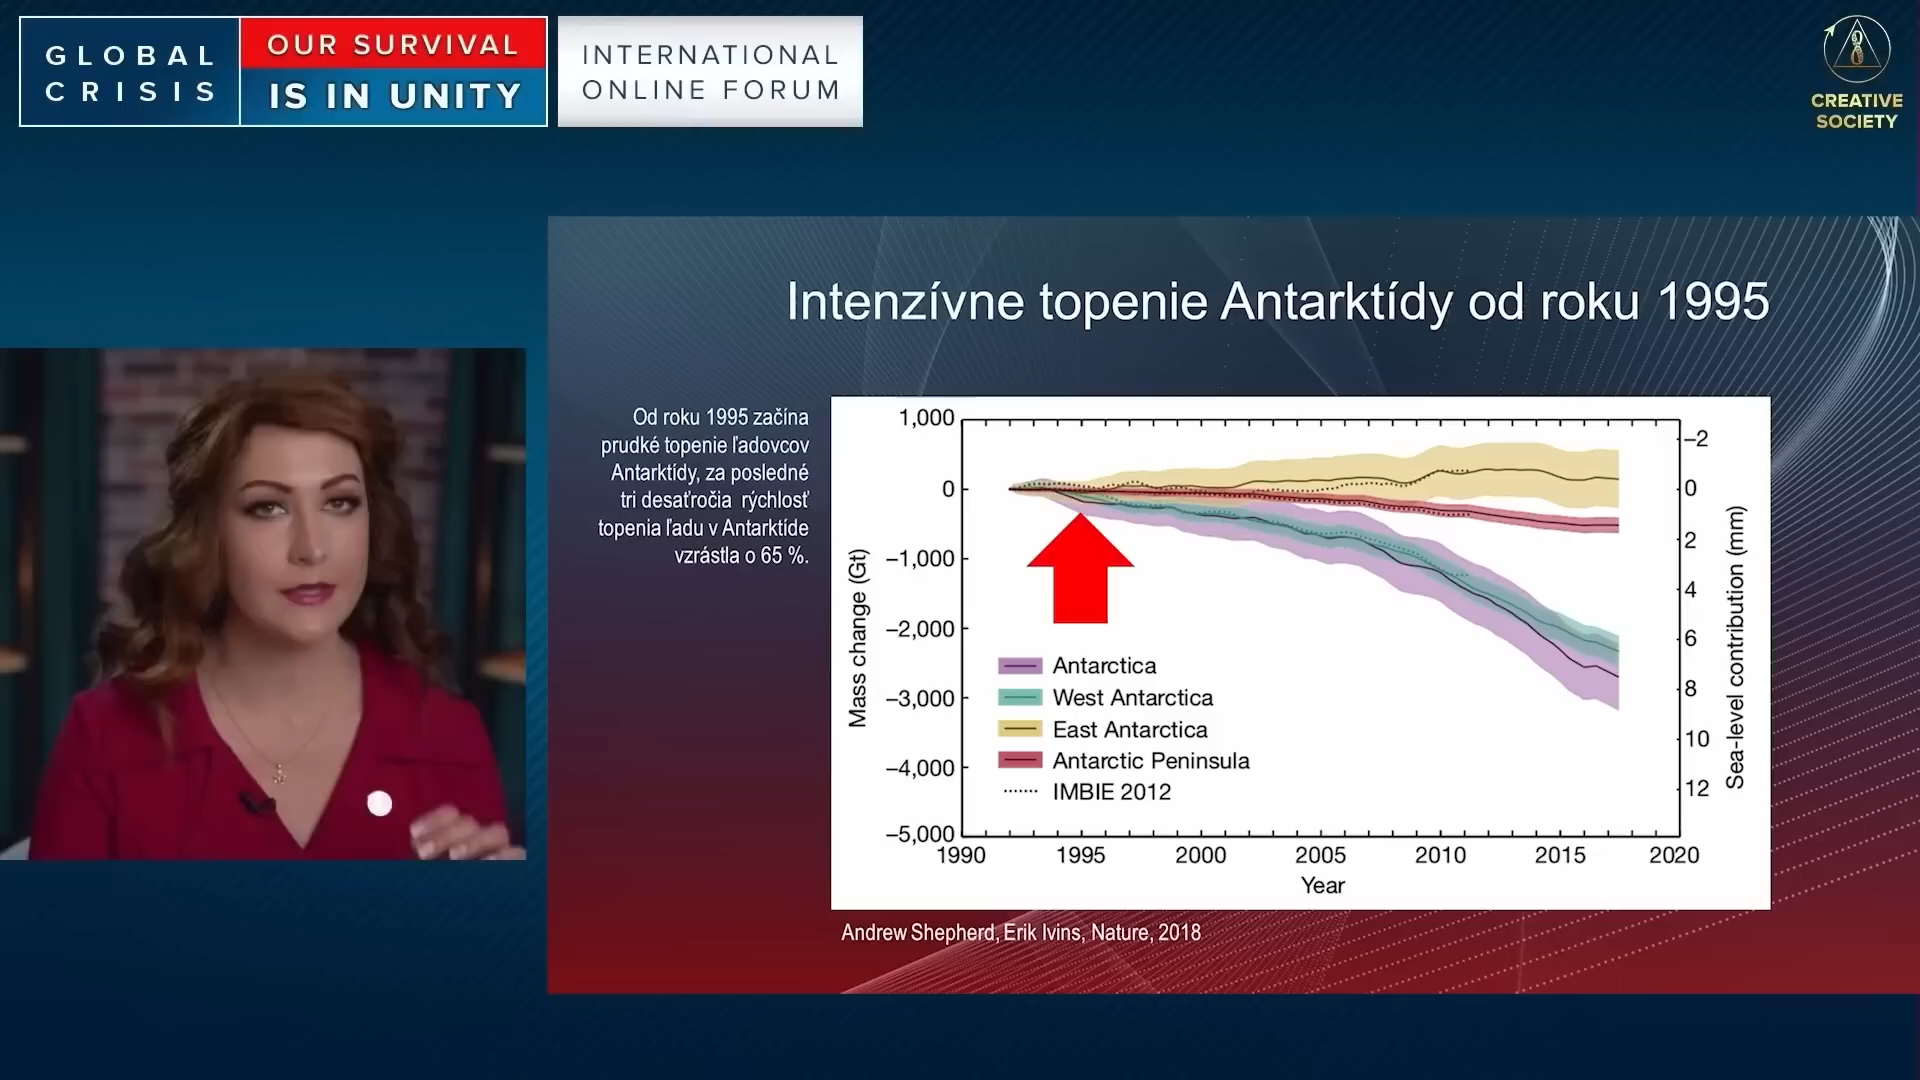 GLOBAL
CRISIS
OUR SURVIVAL
IS IN UNITY
INTERNATIONAL
ONLINE FORUM
CREATIVE
SOCIETY
Intenzívne topenie Antarktídy od roku 1995
Od roku 1995 začína
prudké topenie ľadovcov
Antarktídy, za posledné
tri desaťročia rýchlosť
topenia ľadu v Antarktíde
vzrástla o 65 %.
Mass change (Gt)
1,000
0
−1,000
−2,000
−3,000
−4,000
−5,000
Antarctica
West Antarctica
East Antarctica
Antarctic Peninsula
IMBIE 2012
−2
0
2
4
6
8
10
12
Sea-level contribution (mm)
1990 1995 2000 2005 2010 2015 2020
Year
Andrew Shepherd, Erik Ivins, Nature, 2018